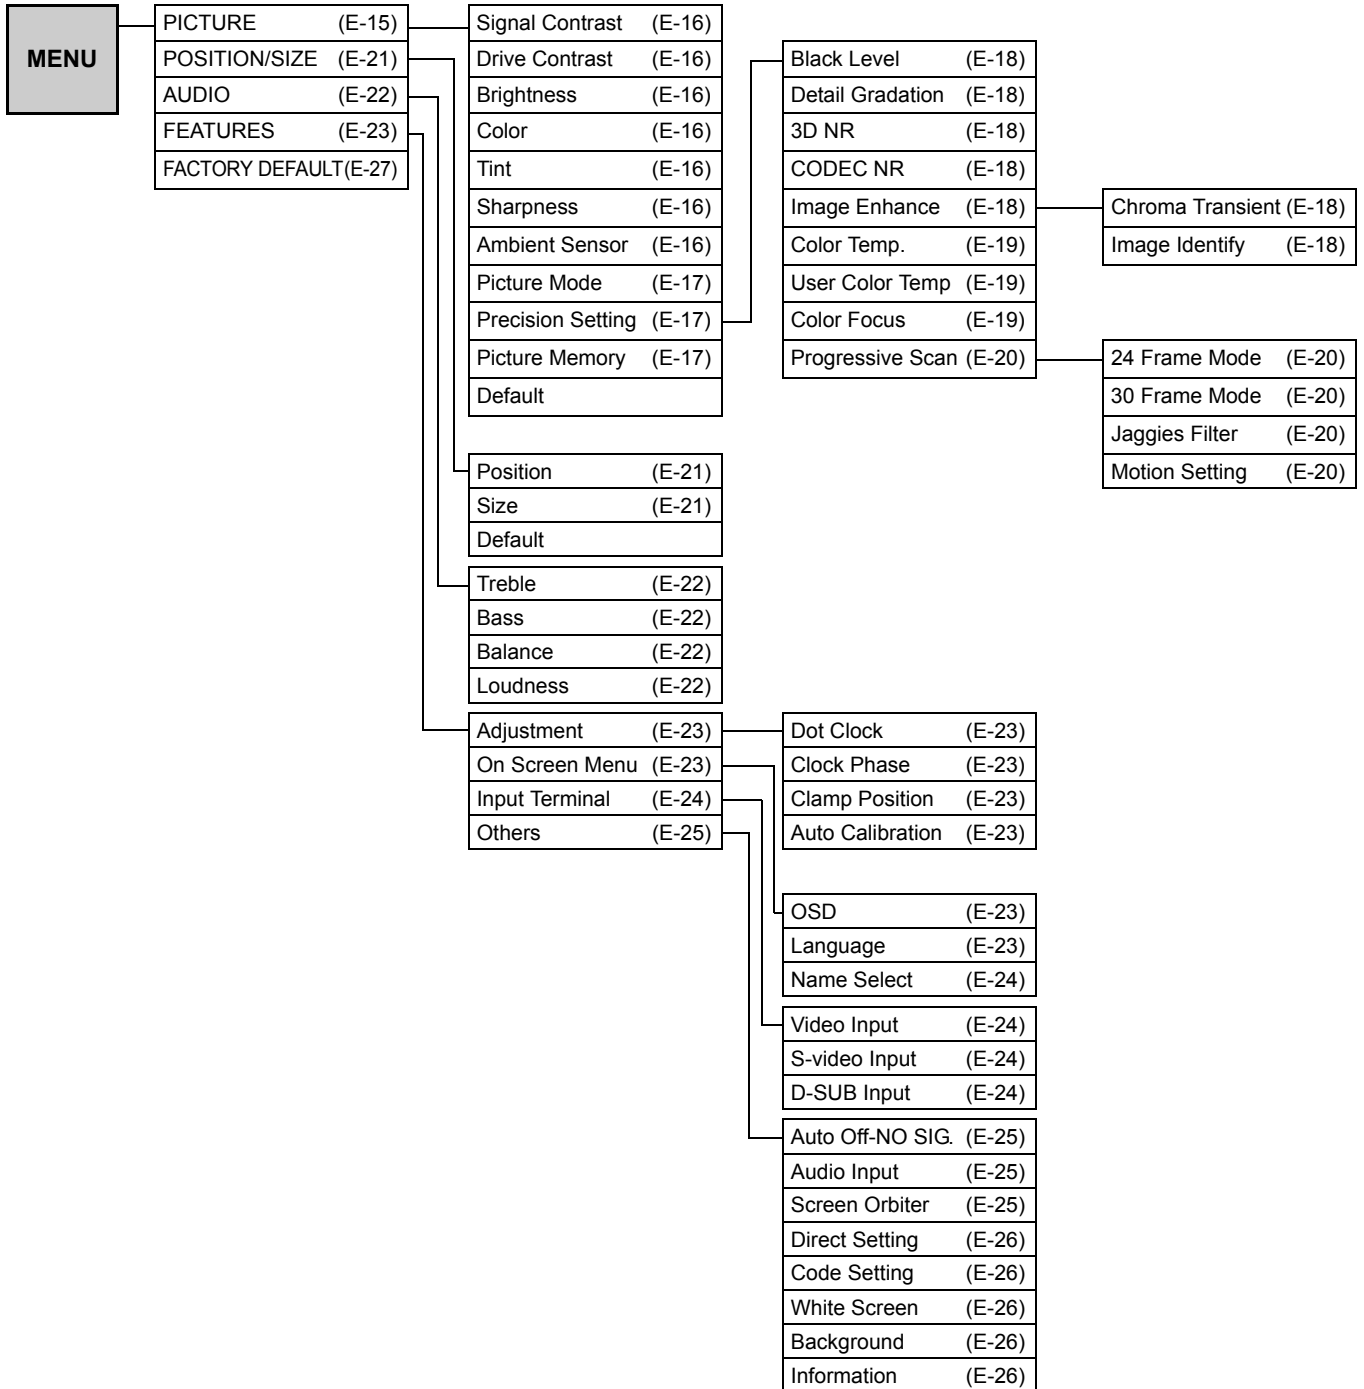 MENU
PICTURE (E-15)
POSITION/SIZE (E-21)
AUDIO (E-22)
FEATURES (E-23)
FACTORY DEFAULT(E-27)
Signal Contrast (E-16)
Drive Contrast (E-16)
Brightness (E-16)
Color (E-16)
Tint (E-16)
Sharpness (E-16)
Ambient Sensor (E-16)
Picture Mode (E-17)
Precision Setting (E-17)
Picture Memory (E-17)
Default
Black Level (E-18)
Detail Gradation (E-18)
3D NR (E-18)
CODEC NR (E-18)
Image Enhance (E-18)
Color Temp. (E-19)
User Color Temp (E-19)
Color Focus (E-19)
Progressive Scan (E-20)
Chroma Transient (E-18)
Image Identify (E-18)
24 Frame Mode (E-20)
30 Frame Mode (E-20)
Jaggies Filter (E-20)
Motion Setting (E-20)
Position (E-21)
Size (E-21)
Default
Treble (E-22)
Bass (E-22)
Balance (E-22)
Loudness (E-22)
Adjustment (E-23)
On Screen Menu (E-23)
Input Terminal (E-24)
Others (E-25)
Dot Clock (E-23)
Clock Phase (E-23)
Clamp Position (E-23)
Auto Calibration (E-23)
OSD (E-23)
Language (E-23)
Name Select (E-24)
Video Input (E-24)
S-video Input (E-24)
D-SUB Input (E-24)
Auto Off-NO SIG. (E-25)
Audio Input (E-25)
Screen Orbiter (E-25)
Direct Setting (E-26)
Code Setting (E-26)
White Screen (E-26)
Background (E-26)
Information (E-26)